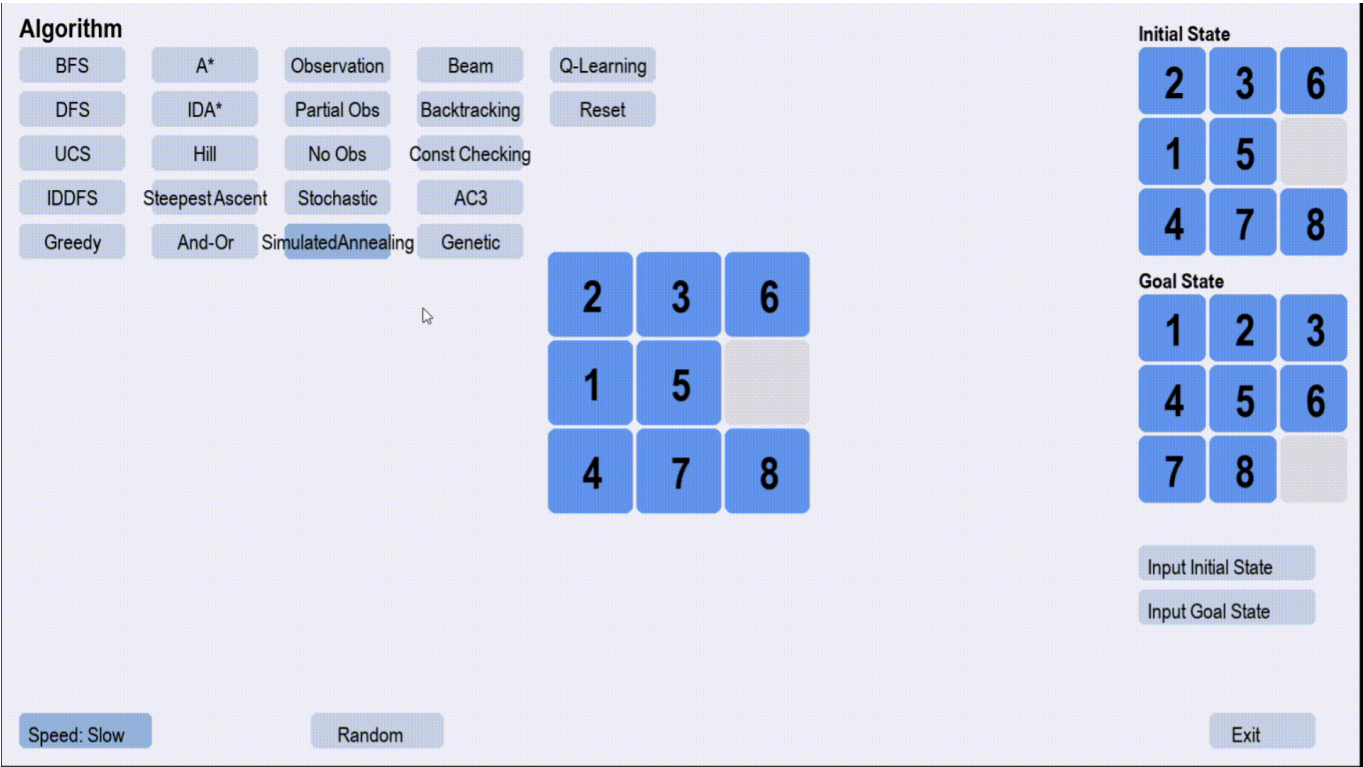 Algorithm
BFS A* Observation Beam Q-Learning
DFS IDA* Partial Obs Backtracking Reset
UCS Hill No Obs Const Checking
IDDFS SteepestAscent Stochastic AC3
Greedy And-Or SimulatedAnnealing Genetic
2 3 6
1 5
4 7 8
Initial State
2 3 6
1 5
4 7 8
Goal State
1 2 3
4 5 6
7 8
Input Initial State
Input Goal State
Speed: Slow Random Exit